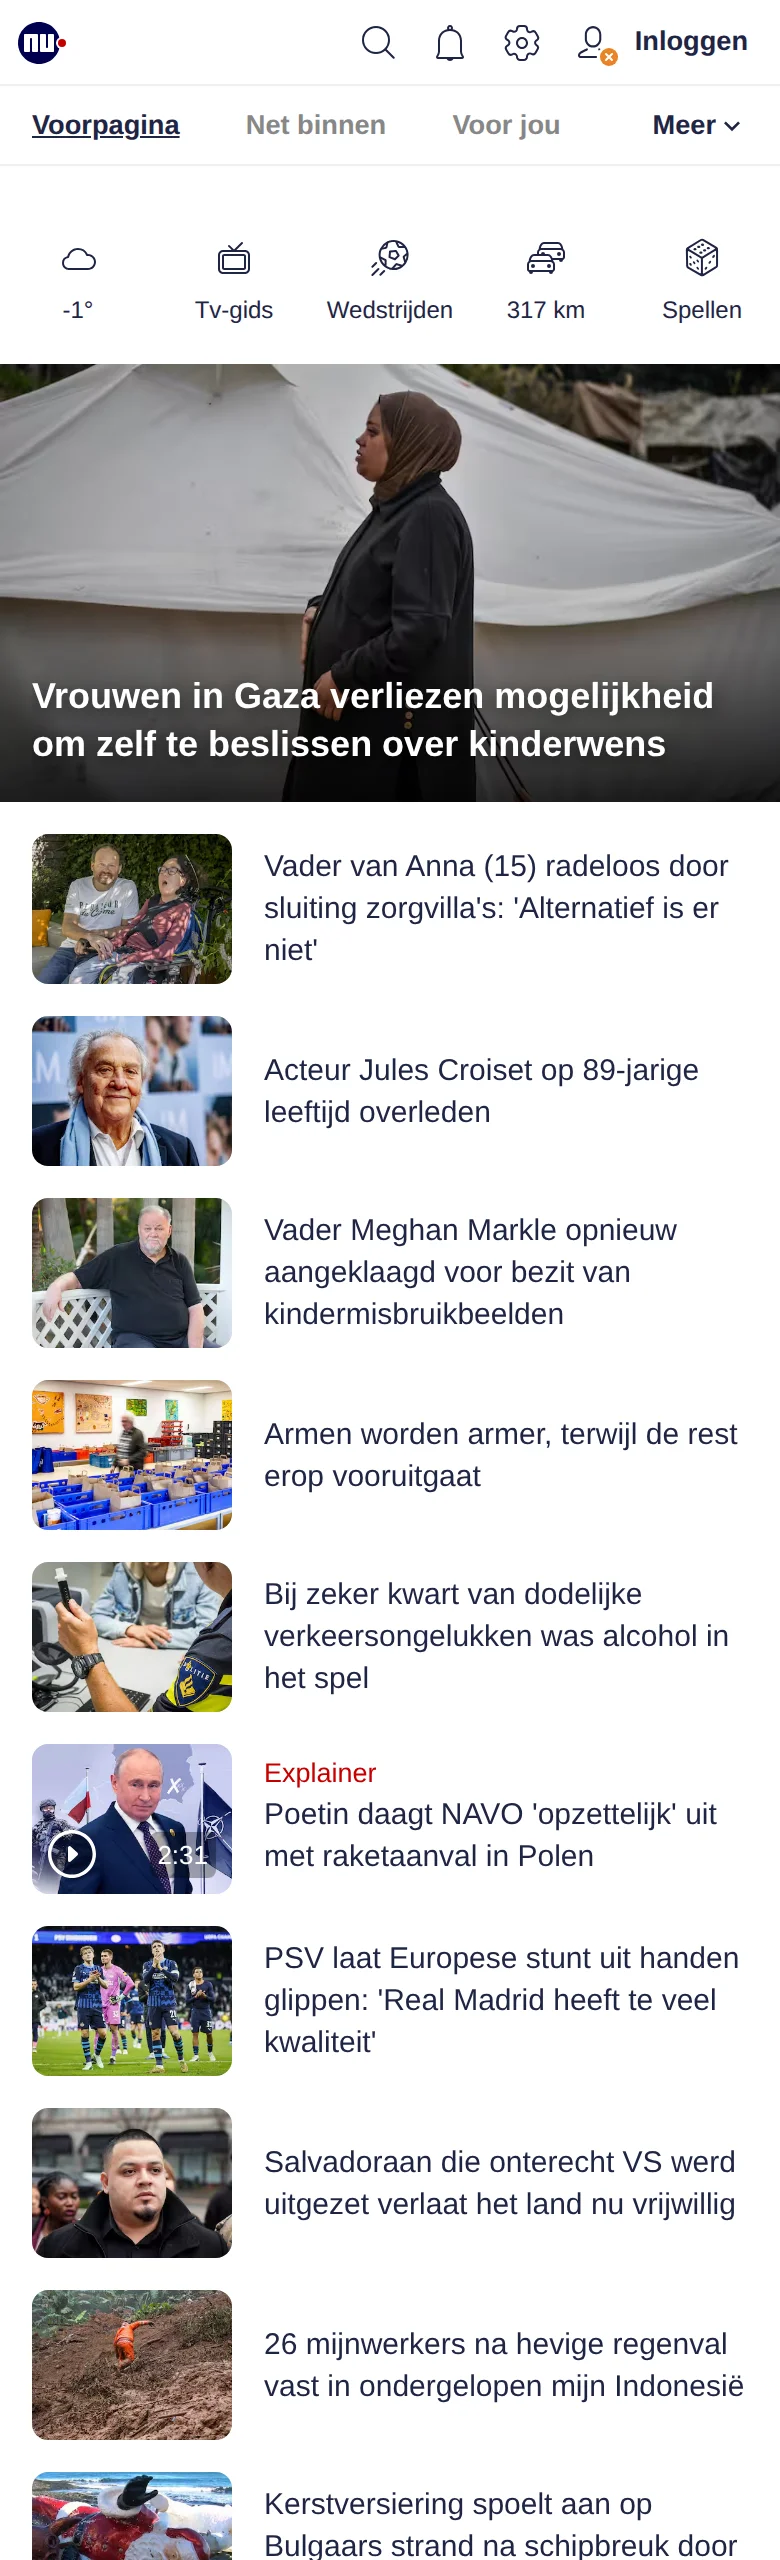 nu
Inloggen
Voorpagina
Net binnen
Voor jou
Meer
-1°
Tv-gids
Wedstrijden
317 km
Spellen
Vrouwen in Gaza verliezen mogelijkheid
om zelf te beslissen over kinderwens
Vader van Anna (15) radeloos door
sluiting zorgvilla's: 'Alternatief is er
niet'
Acteur Jules Croiset op 89-jarige
leeftijd overleden
Vader Meghan Markle opnieuw
aangeklaagd voor bezit van
kindermisbruikbeelden
Armen worden armer, terwijl de rest
erop vooruitgaat
Bij zeker kwart van dodelijke
verkeersongelukken was alcohol in
het spel
POLITIE
Explainer
Poetin daagt NAVO 'opzettelijk' uit
met raketaanval in Polen
2:31
PSV laat Europese stunt uit handen
glippen: 'Real Madrid heeft te veel
kwaliteit'
Salvadoraan die onterecht VS werd
uitgezet verlaat het land nu vrijwillig
26 mijnwerkers na hevige regenval
vast in ondergelopen mijn Indonesië
Kerstversiering spoelt aan op
Bulgaars strand na schipbreuk door